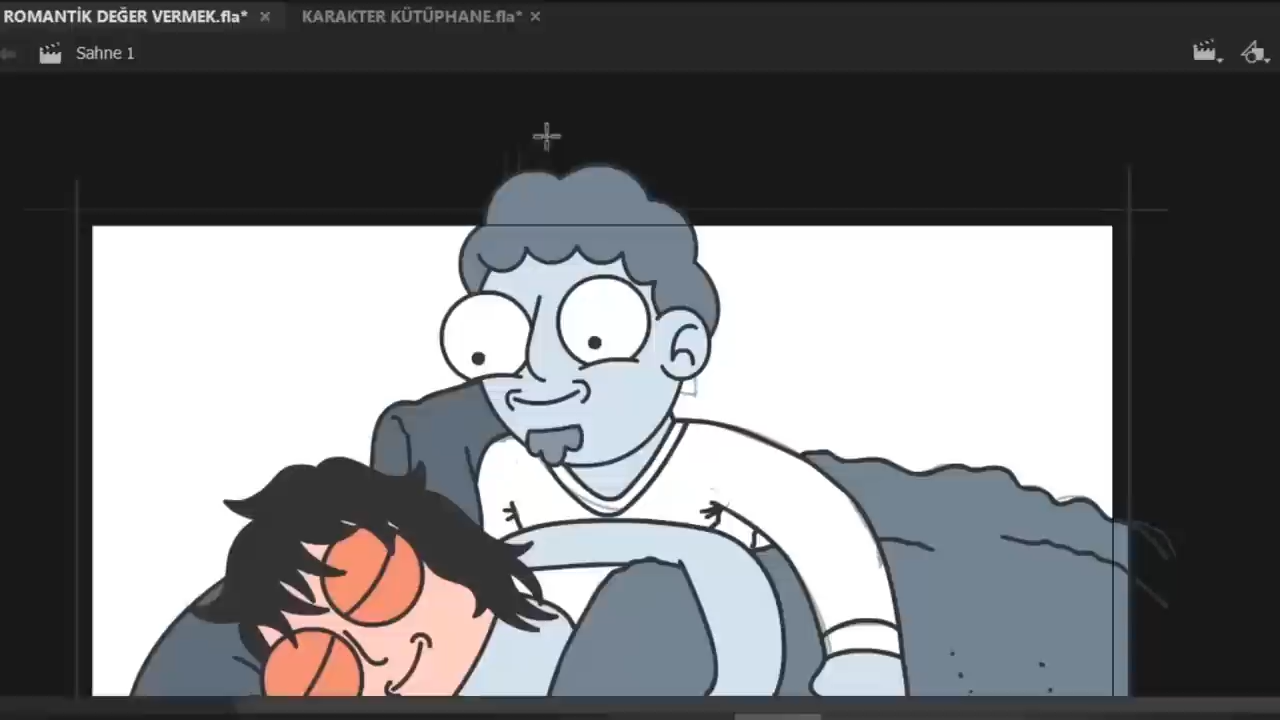 ROMANTİK DEĞER VERMEK.fla* × KARAKTER KÜTÜPHANE.fla* ×
Sahne 1